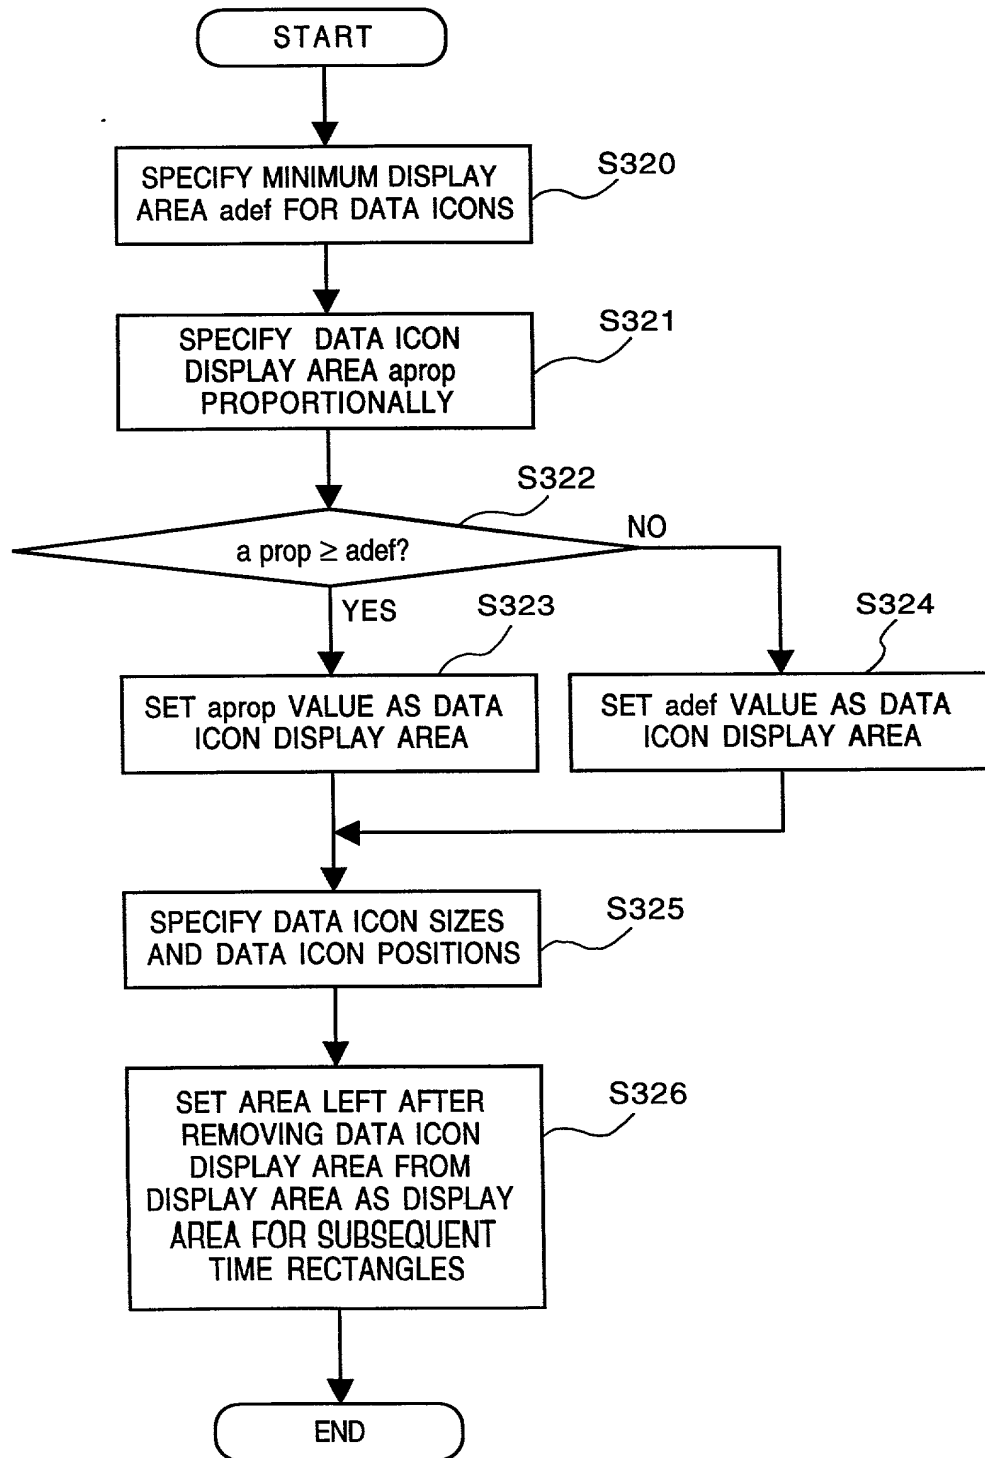 START
S320
SPECIFY MINIMUM DISPLAY
AREA adef FOR DATA ICONS
S321
SPECIFY DATA ICON
DISPLAY AREA aprop
PROPORTIONALLY
S322
a prop ≥ adef?
NO
YES
S323
SET aprop VALUE AS DATA
ICON DISPLAY AREA
S324
SET adef VALUE AS DATA
ICON DISPLAY AREA
S325
SPECIFY DATA ICON SIZES
AND DATA ICON POSITIONS
S326
SET AREA LEFT AFTER
REMOVING DATA ICON
DISPLAY AREA FROM
DISPLAY AREA AS DISPLAY
AREA FOR SUBSEQUENT
TIME RECTANGLES
END